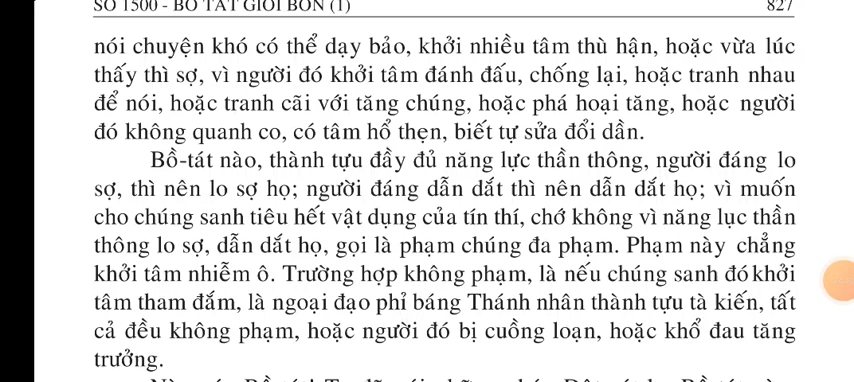 SỐ 1500 - BỒ TÁT GIỚI BỔN (1) 827
nói chuyện khó có thể dạy bảo, khởi nhiều tâm thù hận, hoặc vừa lúc
thấy thì sợ, vì người đó khởi tâm đánh đấu, chống lại, hoặc tranh nhau
để nói, hoặc tranh cãi với tăng chúng, hoặc phá hoại tăng, hoặc người
đó không quanh co, có tâm hổ thẹn, biết tự sửa đổi dần.
Bồ-tát nào, thành tựu đầy đủ năng lực thần thông, người đáng lo
sợ, thì nên lo sợ họ; người đáng dẫn dắt thì nên dẫn dắt họ; vì muốn
cho chúng sanh tiêu hết vật dụng của tín thí, chớ không vì năng lục thần
thông lo sợ, dẫn dắt họ, gọi là phạm chúng đa phạm. Phạm này chẳng
khởi tâm nhiễm ô. Trường hợp không phạm, là nếu chúng sanh đó khởi
tâm tham đắm, là ngoại đạo phỉ báng Thánh nhân thành tựu tà kiến, tất
cả đều không phạm, hoặc người đó bị cuồng loạn, hoặc khổ đau tăng
trưởng.